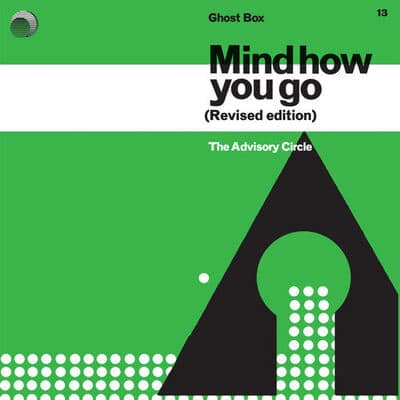 Ghost Box
13
Mind how
you go
(Revised edition)
The Advisory Circle